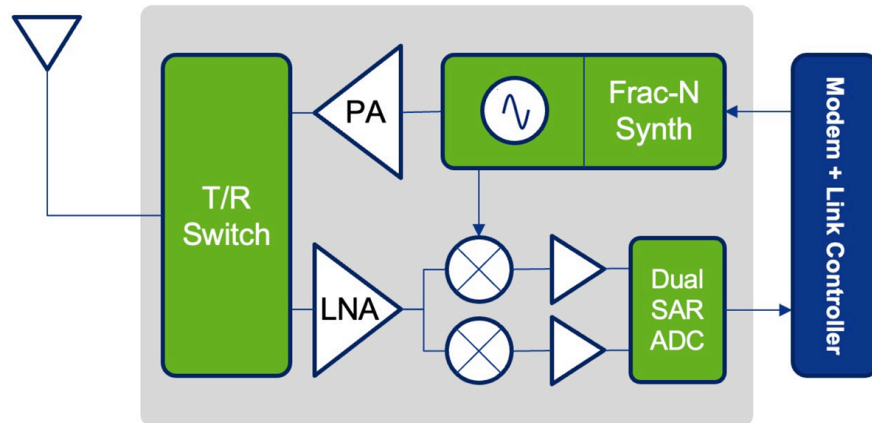 PA
Frac-N
Synth
T/R
Switch
LNA
Dual
SAR
ADC
Modem + Link Controller